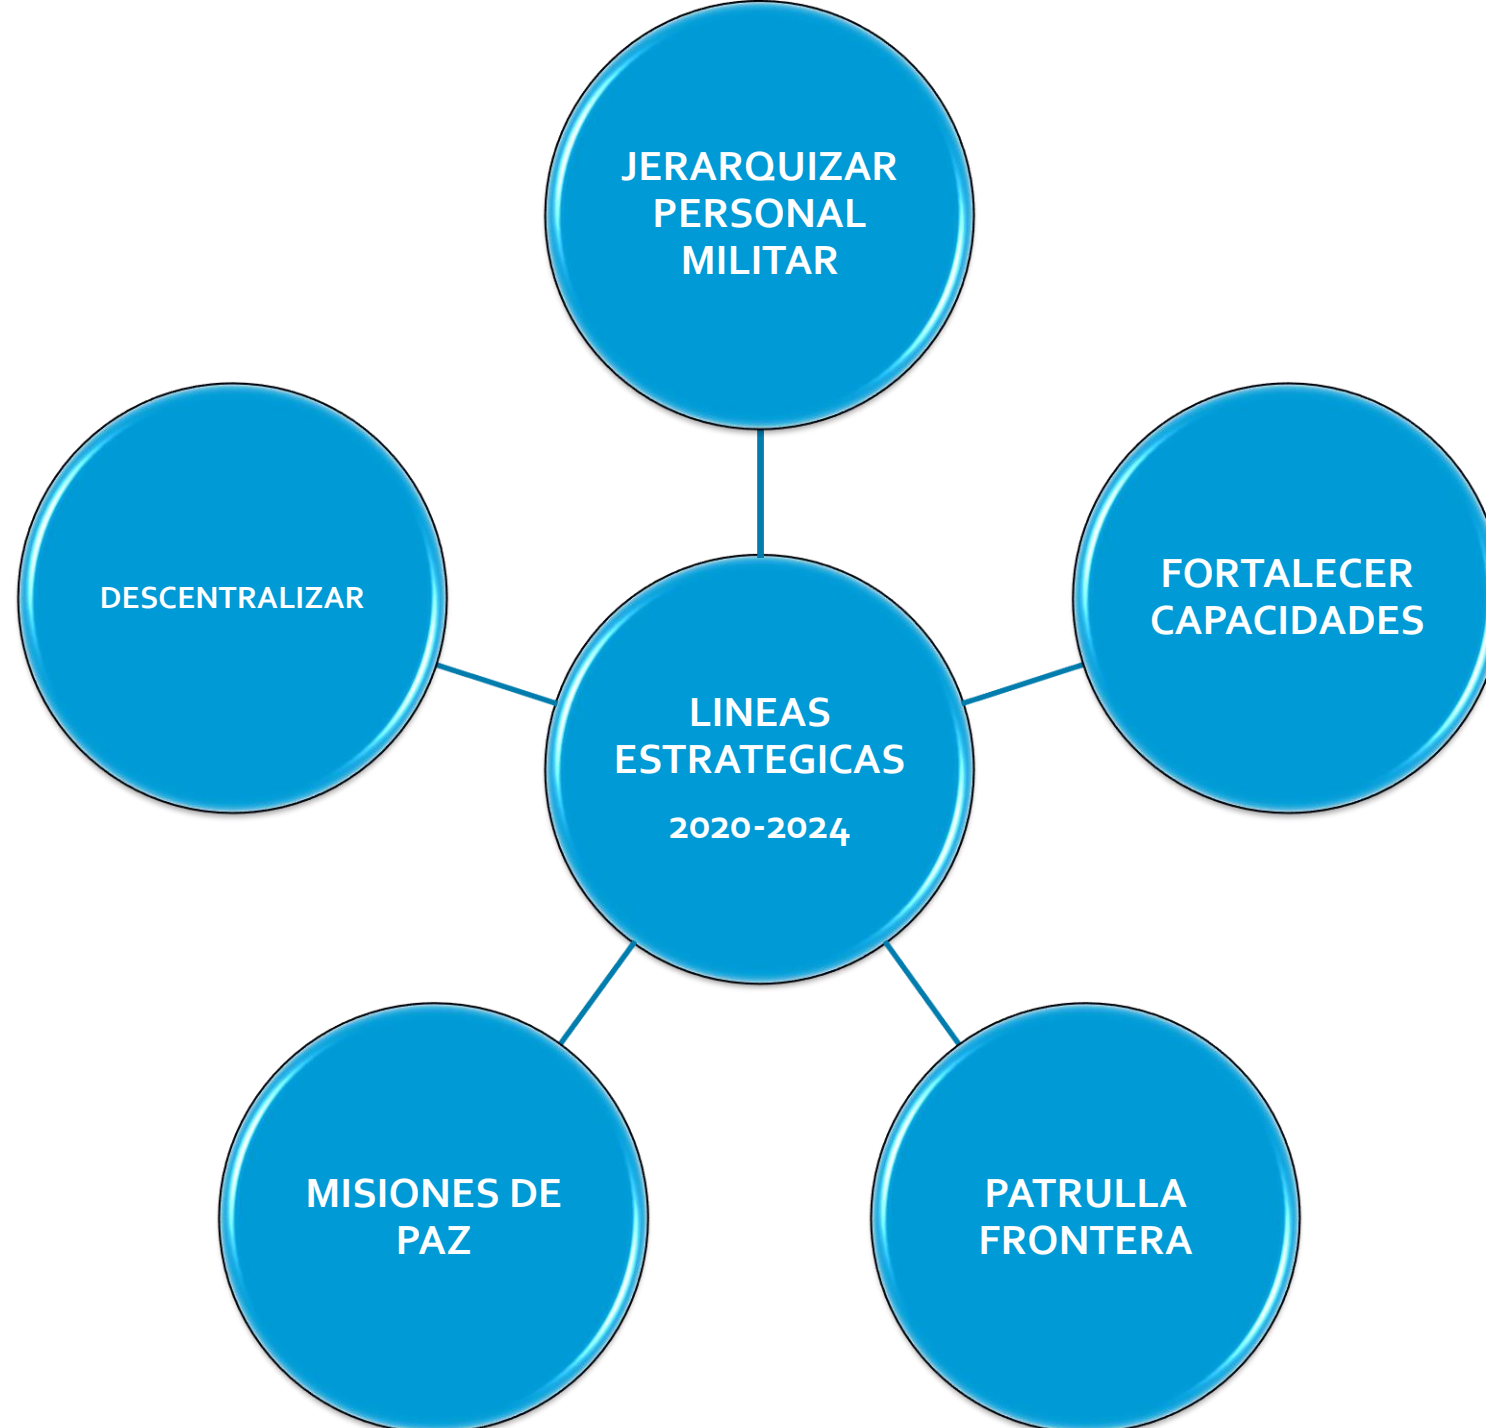 JERARQUIZAR
PERSONAL
MILITAR
DESCENTRALIZAR
FORTALECER
CAPACIDADES
LINEAS
ESTRATEGICAS
2020-2024
MISIONES DE
PAZ
PATRULLA
FRONTERA